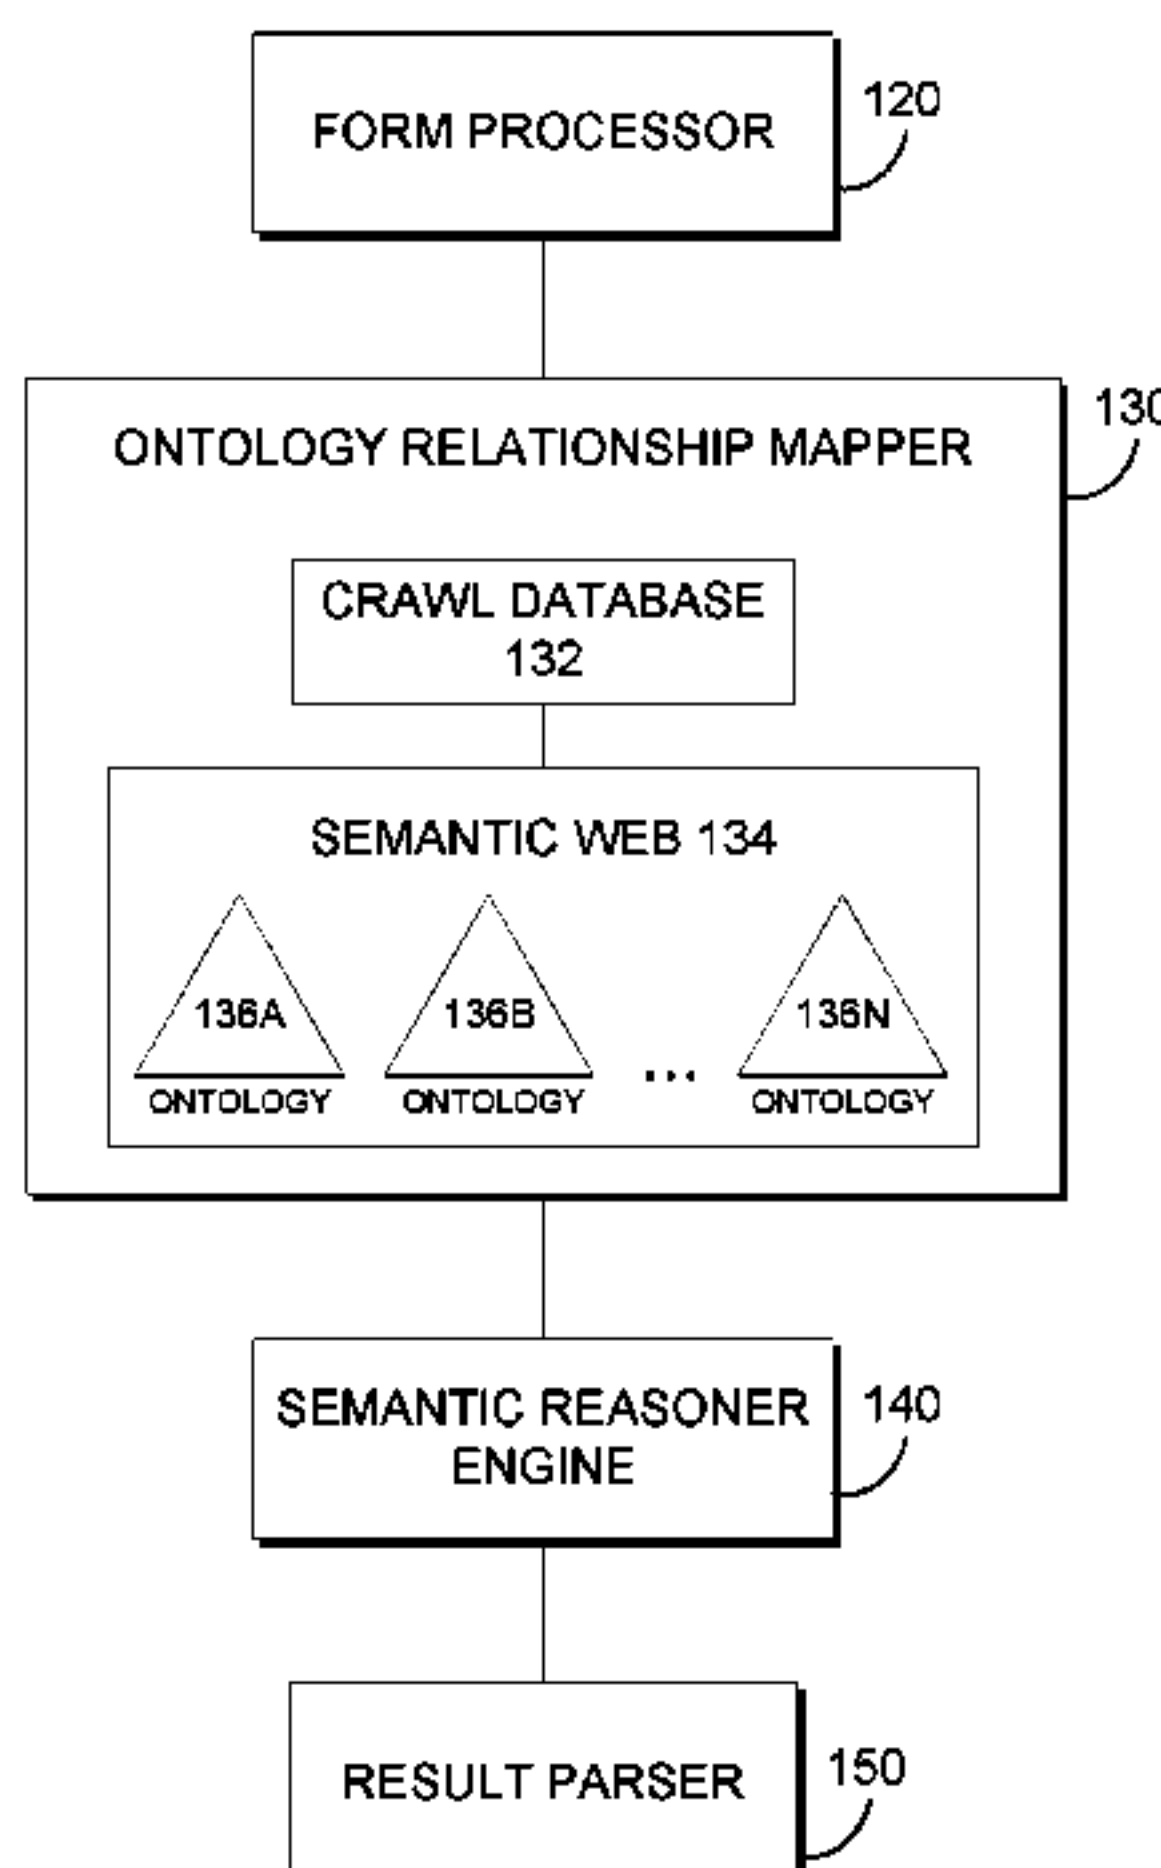 FORM PROCESSOR
120
ONTOLOGY RELATIONSHIP MAPPER
130
CRAWL DATABASE
132
SEMANTIC WEB 134
136A 136B 136N
ONTOLOGY ONTOLOGY ... ONTOLOGY
SEMANTIC REASONER
ENGINE
140
RESULT PARSER
150